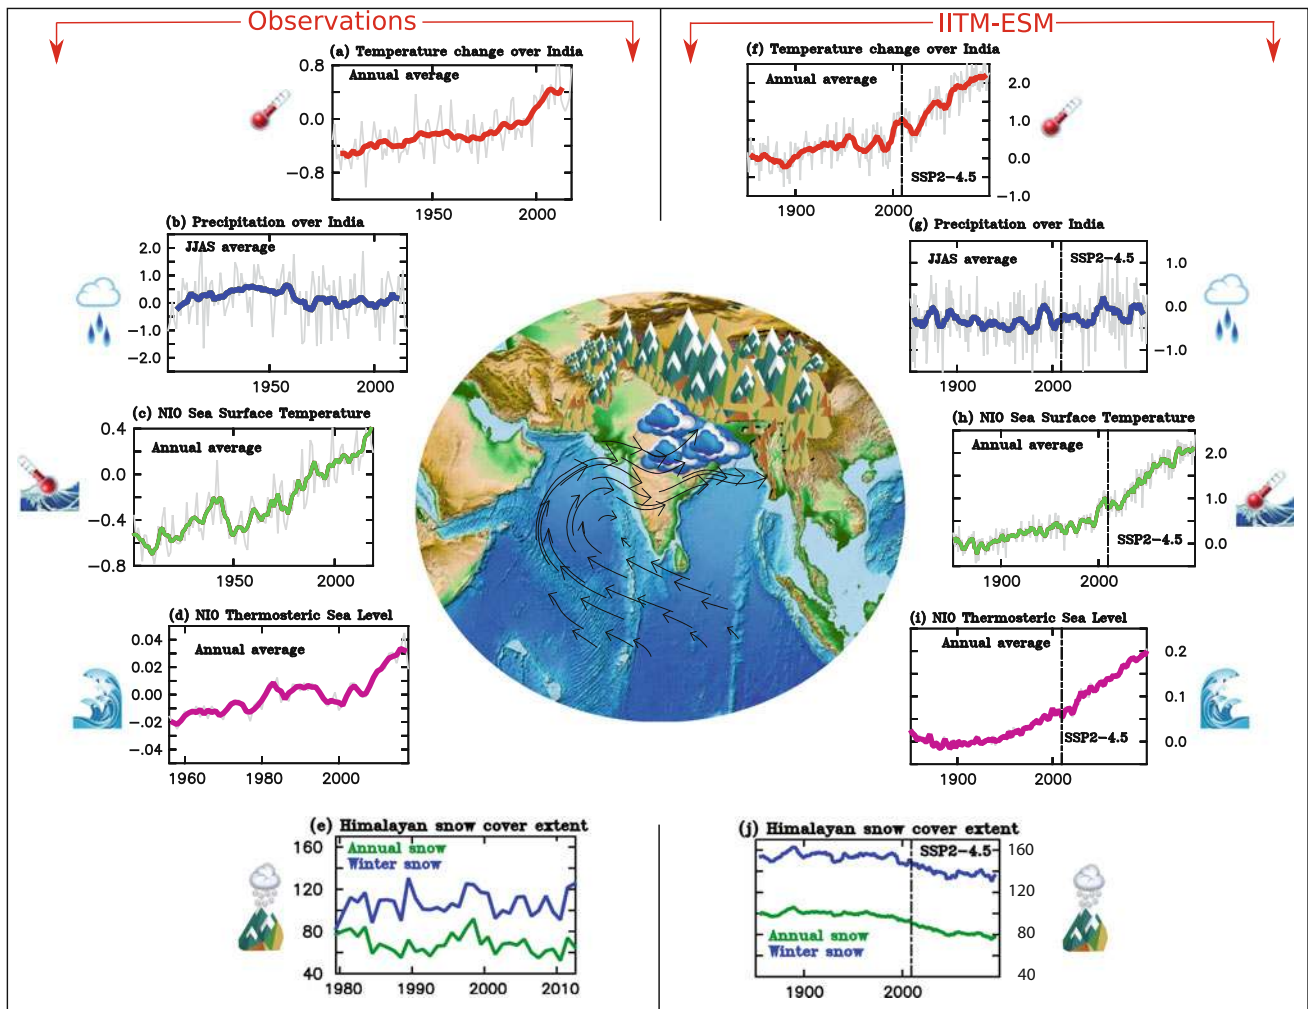 Observations
IITM-ESM
(a) Temperature change over India
Annual average
0.8
0.0
−0.8
1950
2000
(f) Temperature change over India
Annual average
2.0
1.0
0.0
−1.0
SSP2−4.5
1900
2000
(b) Precipitation over India
JJAS average
2.0
1.0
0.0
−1.0
−2.0
1950
2000
(g) Precipitation over India
JJAS average
SSP2−4.5
1.0
0.0
−1.0
1900
2000
(c) NIO Sea Surface Temperature
Annual average
0.4
0.0
−0.4
−0.8
1950
2000
(h) NIO Sea Surface Temperature
Annual average
2.0
1.0
0.0
SSP2−4.5
1900
2000
(d) NIO Thermosteric Sea Level
Annual average
0.04
0.02
0.00
−0.02
−0.04
1960
1980
2000
(i) NIO Thermosteric Sea Level
Annual average
0.2
0.1
0.0
SSP2−4.5
1900
2000
(e) Himalayan snow cover extent
Annual snow
Winter snow
160
120
80
40
1980
1990
2000
2010
(j) Himalayan snow cover extent
SSP2−4.5
160
120
80
40
Annual snow
Winter snow
1900
2000